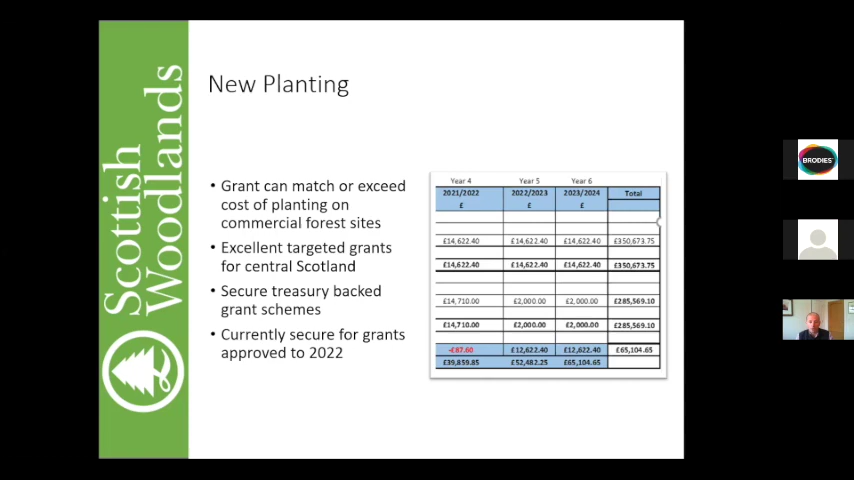 Scottish
Woodlands
New Planting
• Grant can match or exceed
cost of planting on
commercial forest sites
• Excellent targeted grants
for central Scotland
• Secure treasury backed
grant schemes
• Currently secure for grants
approved to 2022
Year 4 Year 5 Year 6
2021/2022 2022/2023 2023/2024 Total
£ £ £
£14,622.40 £14,622.40 £14,622.40 £350,673.75
£14,622.40 £14,622.40 £14,622.40 £350,673.75
£14,710.00 £2,000.00 £2,000.00 £285,569.10
£14,710.00 £2,000.00 £2,000.00 £285,569.10
-£87.60 £12,622.40 £12,622.40 £65,104.65
£39,859.85 £52,482.25 £65,104.65
BRODIES